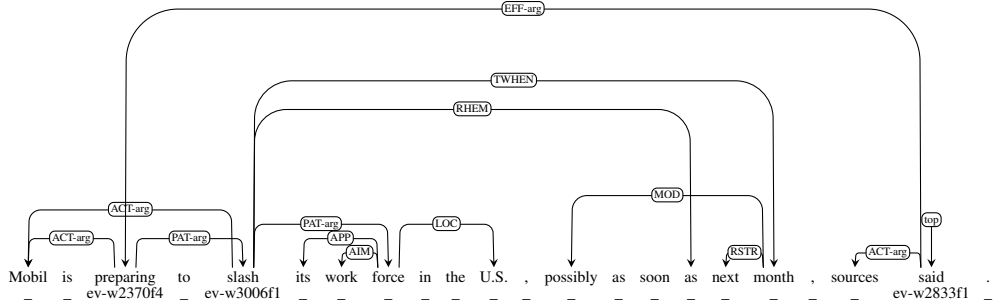 EFF-arg
TWHEN
RHEM
MOD
ACT-arg
top
PAT-arg LOC
ACT-arg PAT-arg APP
AIM RSTR ACT-arg
Mobil is preparing to slash its work force in the U.S. , possibly as soon as next month , sources said .
_ _ ev-w2370f4 _ ev-w3006f1 _ _ _ _ _ _ _ _ _ _ _ _ _ _ _ ev-w2833f1 _
_ _ _ _ _ _ _ _ _ _ _ _ _ _ _ _ _ _ _ _ _ _